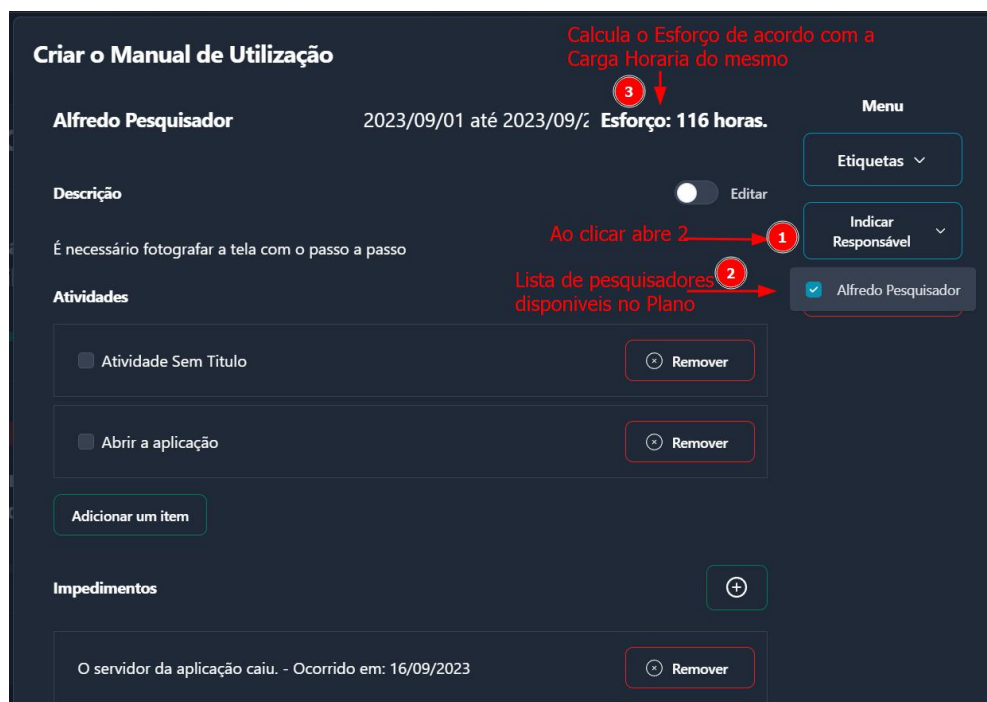 Criar o Manual de Utilização
Calcula o Esforço de acordo com a
Carga Horaria do mesmo
3
Alfredo Pesquisador
2023/09/01 até 2023/09/2
Esforço: 116 horas.
Menu
Etiquetas
Descrição
Editar
Indicar
Responsável
1
Ao clicar abre 2
É necessário fotografar a tela com o passo a passo
Lista de pesquisadores
disponiveis no Plano
2
Alfredo Pesquisador
Atividades
Atividade Sem Titulo
Remover
Abrir a aplicação
Remover
Adicionar um item
Impedimentos
O servidor da aplicação caiu. - Ocorrido em: 16/09/2023
Remover